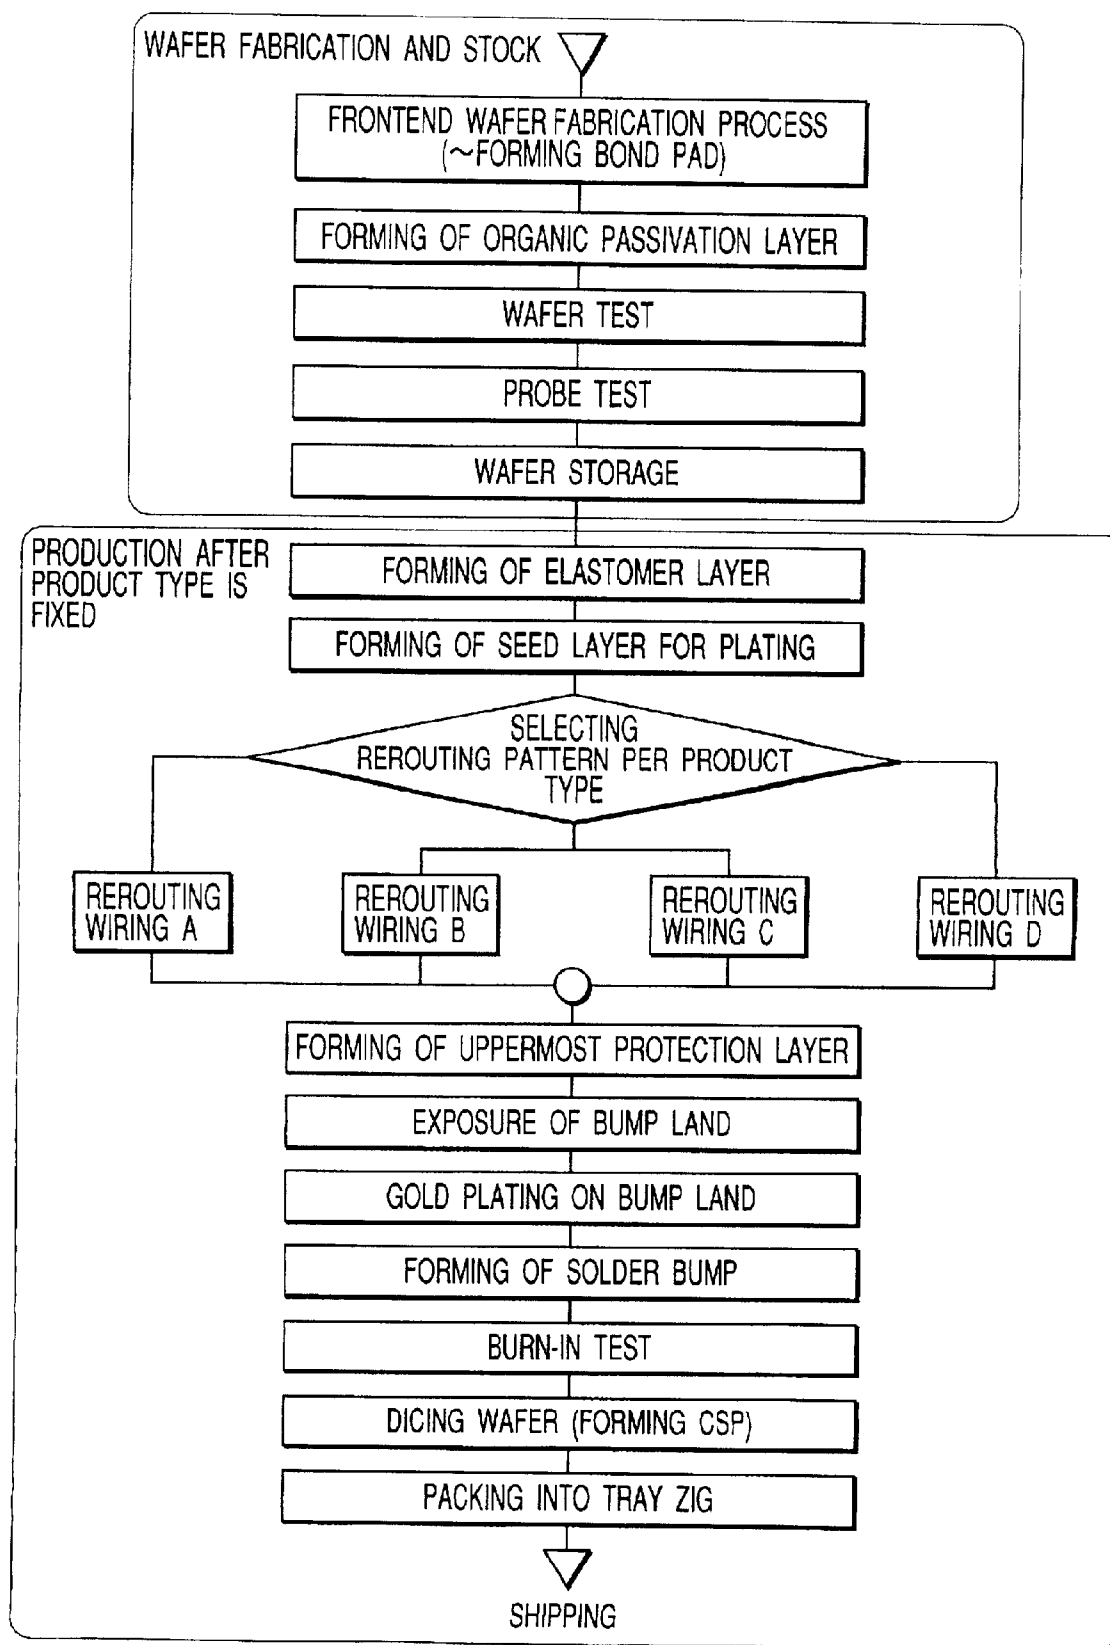 WAFER FABRICATION AND STOCK
FRONTEND WAFER FABRICATION PROCESS
(~FORMING BOND PAD)
FORMING OF ORGANIC PASSIVATION LAYER
WAFER TEST
PROBE TEST
WAFER STORAGE
PRODUCTION AFTER
PRODUCT TYPE IS
FIXED
FORMING OF ELASTOMER LAYER
FORMING OF SEED LAYER FOR PLATING
SELECTING
REROUTING PATTERN PER PRODUCT
TYPE
REROUTING
WIRING A
REROUTING
WIRING B
REROUTING
WIRING C
REROUTING
WIRING D
FORMING OF UPPERMOST PROTECTION LAYER
EXPOSURE OF BUMP LAND
GOLD PLATING ON BUMP LAND
FORMING OF SOLDER BUMP
BURN-IN TEST
DICING WAFER (FORMING CSP)
PACKING INTO TRAY ZIG
SHIPPING